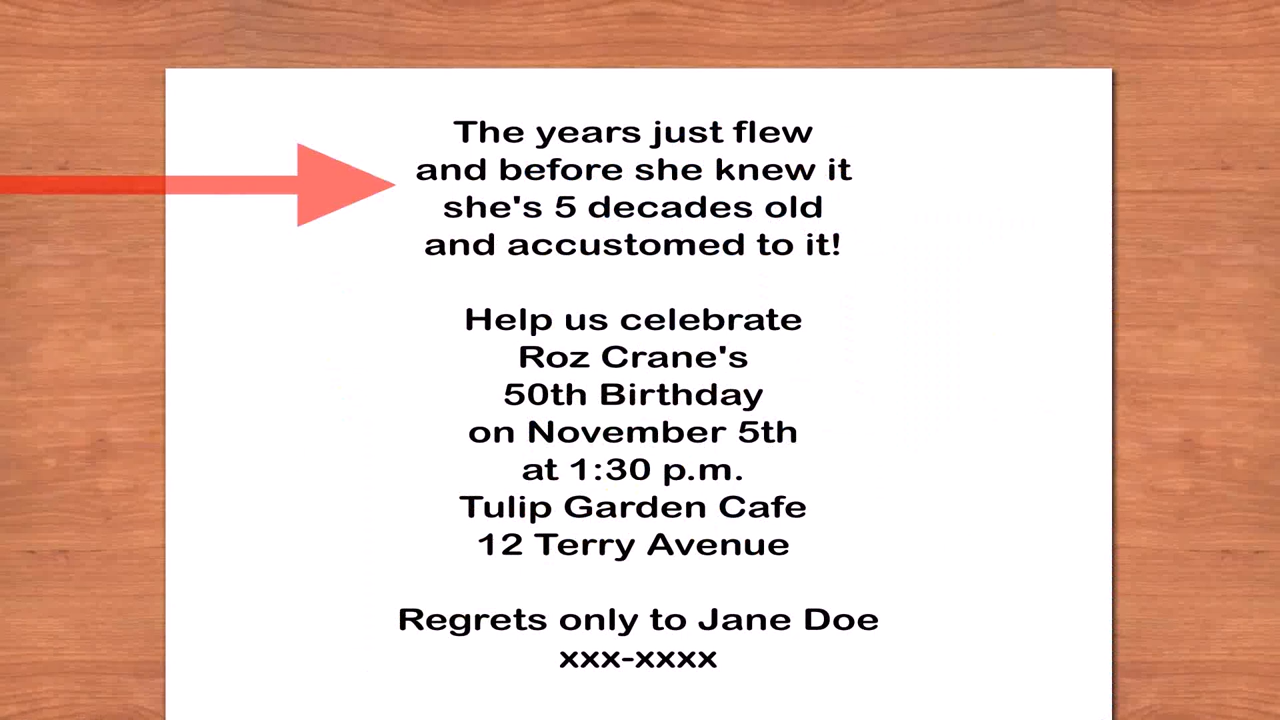 The years just flew
and before she knew it
she's 5 decades old
and accustomed to it!
Help us celebrate
Roz Crane's
50th Birthday
on November 5th
at 1:30 p.m.
Tulip Garden Cafe
12 Terry Avenue
Regrets only to Jane Doe
xxx-xxxx